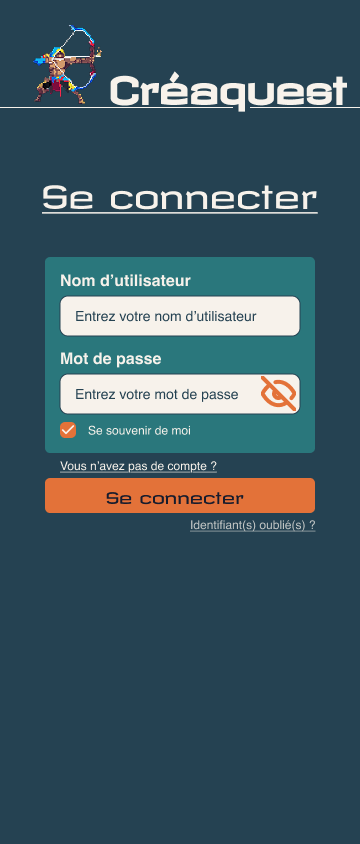 Créaquest
Se connecter
Nom d’utilisateur
Entrez votre nom d’utilisateur
Mot de passe
Entrez votre mot de passe
Se souvenir de moi
Vous n’avez pas de compte ?
Se connecter
Identifiant(s) oublié(s) ?